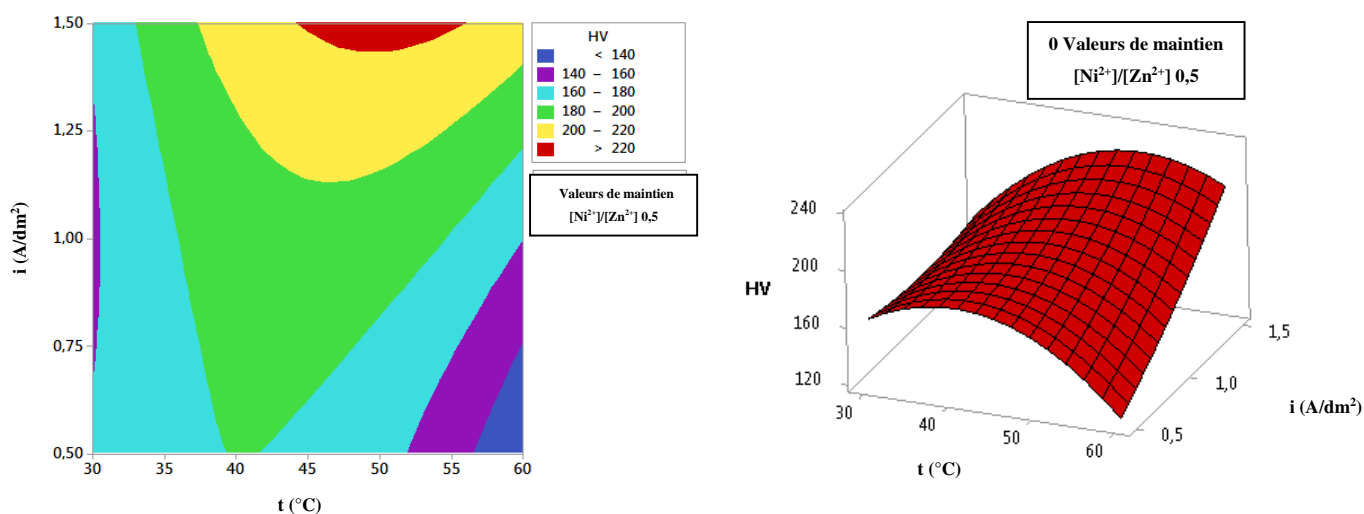 1,50
1,25
1,00
0,75
0,50
30 35 40 45 50 55 60
i (A/dm²)
t (°C)
HV
< 140
140 – 160
160 – 180
180 – 200
200 – 220
> 220
Valeurs de maintien
[Ni²⁺]/[Zn²⁺] 0,5
0 Valeurs de maintien
[Ni²⁺]/[Zn²⁺] 0,5
240
200
160
120
HV
30
40
50
60
t (°C)
1,5
1,0
0,5
i (A/dm²)